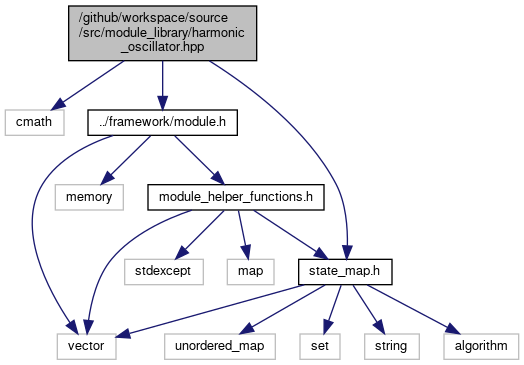 /github/workspace/source
/src/module_library/harmonic
_oscillator.hpp
cmath
../framework/module.h
memory
module_helper_functions.h
stdexcept
map
state_map.h
vector
unordered_map
set
string
algorithm